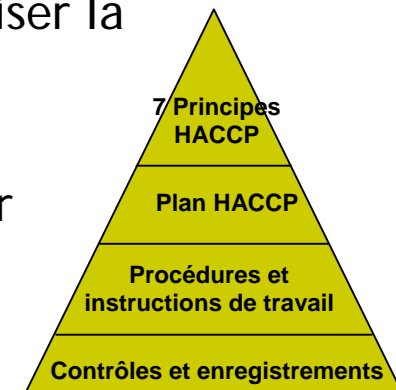 iser la
7 Principes
HACCP
r
Plan HACCP
Procédures et
instructions de travail
Contrôles et enregistrements